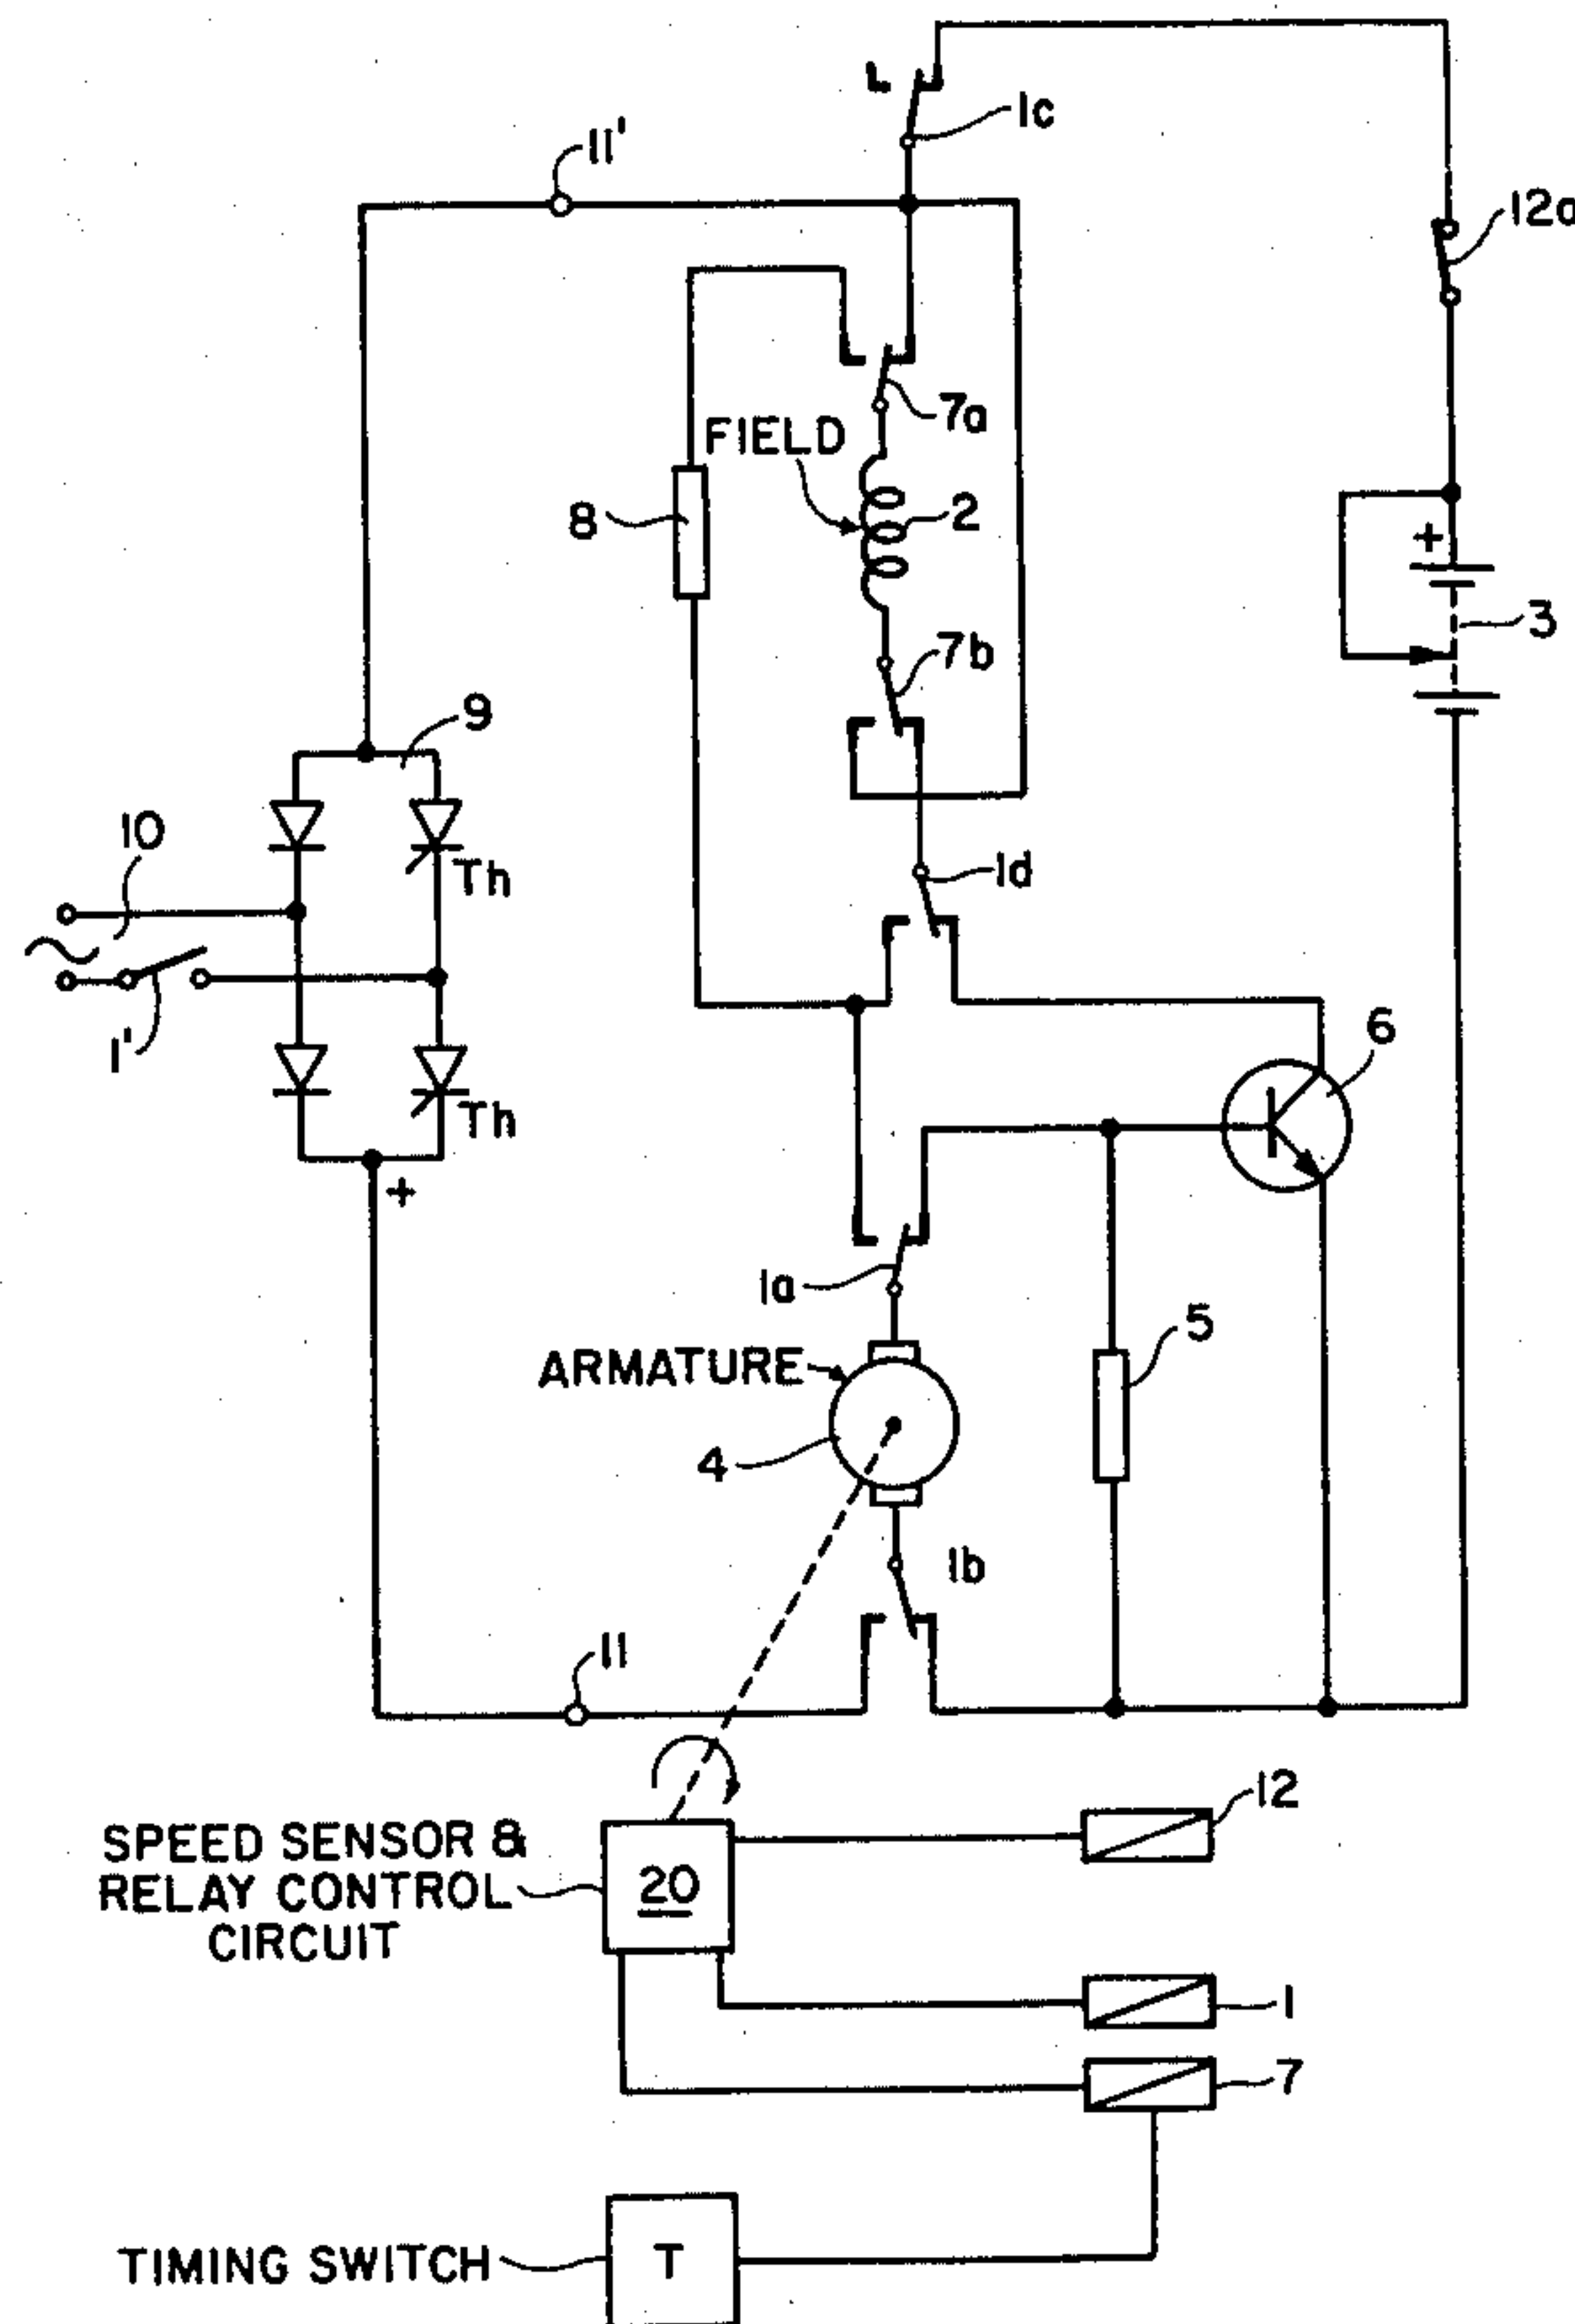 1c
11'
12a
7a
FIELD
2
8
+
3
7b
9
10
Th
1d
1'
6
Th
+
1a
5
ARMATURE
4
1b
11
12
SPEED SENSOR &
RELAY CONTROL
CIRCUIT
20
1
7
TIMING SWITCH
T